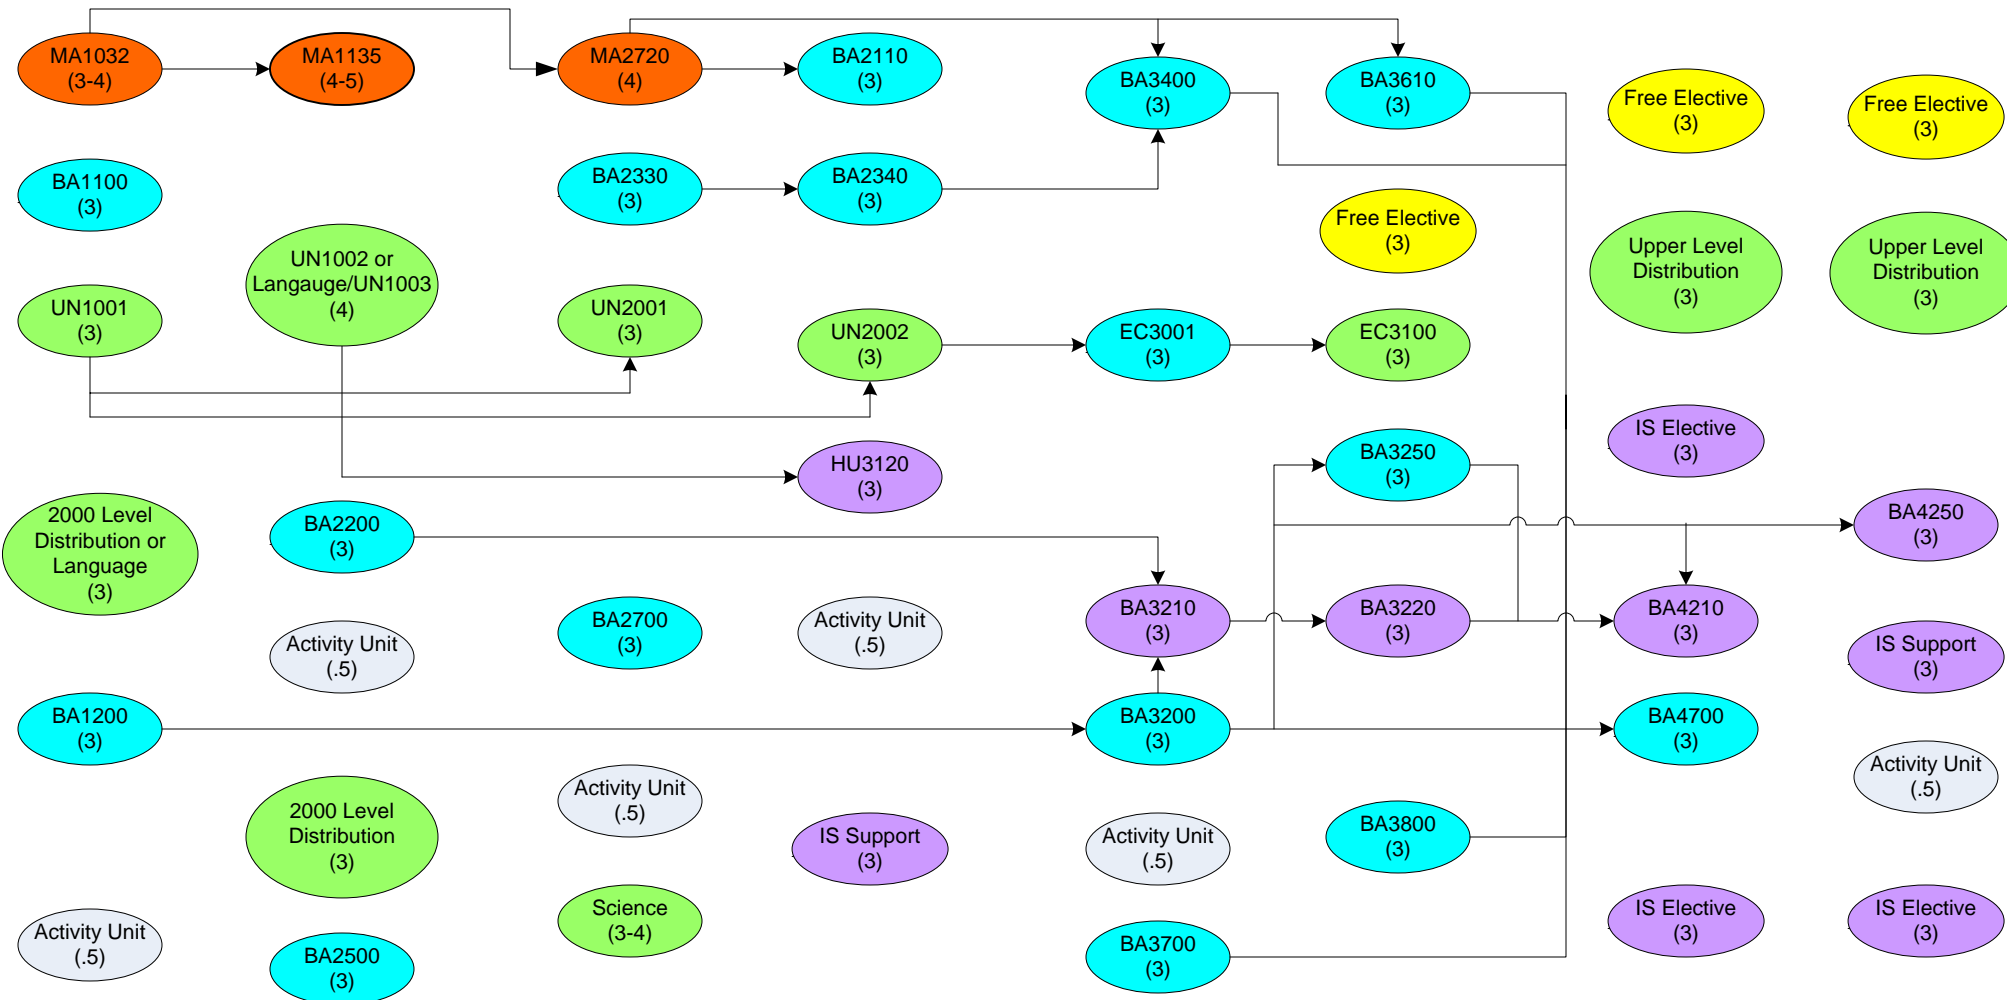 MA1032
(3-4)
BA1100
(3)
UN1001
(3)
2000 Level
Distribution or
Language
(3)
BA1200
(3)
Activity Unit
(.5)
MA1135
(4-5)
UN1002 or
Langauge/UN1003
(4)
BA2200
(3)
Activity Unit
(.5)
2000 Level
Distribution
(3)
BA2500
(3)
MA2720
(4)
BA2330
(3)
UN2001
(3)
BA2700
(3)
Activity Unit
(.5)
Science
(3-4)
BA2110
(3)
BA2340
(3)
UN2002
(3)
HU3120
(3)
Activity Unit
(.5)
IS Support
(3)
BA3400
(3)
EC3001
(3)
BA3210
(3)
BA3200
(3)
Activity Unit
(.5)
BA3700
(3)
BA3610
(3)
Free Elective
(3)
EC3100
(3)
BA3250
(3)
BA3220
(3)
BA3800
(3)
Free Elective
(3)
Upper Level
Distribution
(3)
IS Elective
(3)
BA4210
(3)
BA4700
(3)
IS Elective
(3)
Free Elective
(3)
Upper Level
Distribution
(3)
BA4250
(3)
IS Support
(3)
Activity Unit
(.5)
IS Elective
(3)